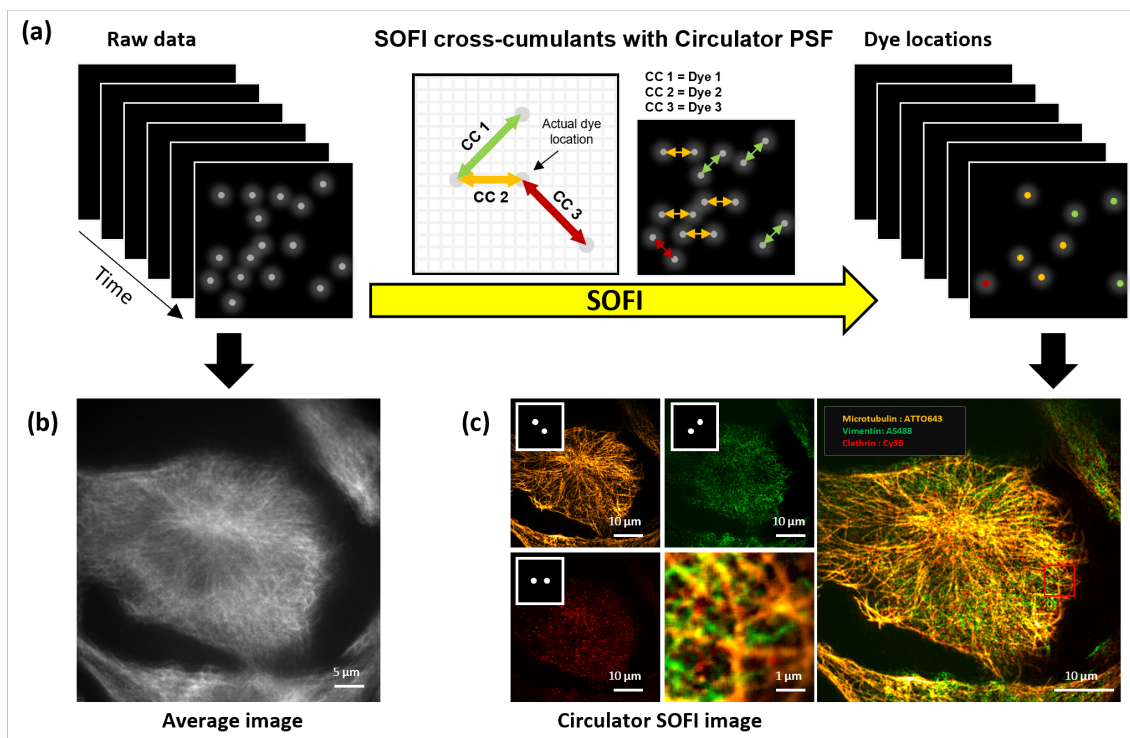 (a)
Raw data
SOFI cross-cumulants with Circulator PSF
Dye locations
CC 1 = Dye 1
CC 2 = Dye 2
CC 3 = Dye 3
CC 1
Actual dye
location
CC 2
CC 3
Time
SOFI
(b)
(c)
Microtubulin : ATTO643
Vimentin: AS488
Clathrin : Cy3B
10 µm
10 µm
10 µm
1 µm
10 µm
5 µm
Average image
Circulator SOFI image